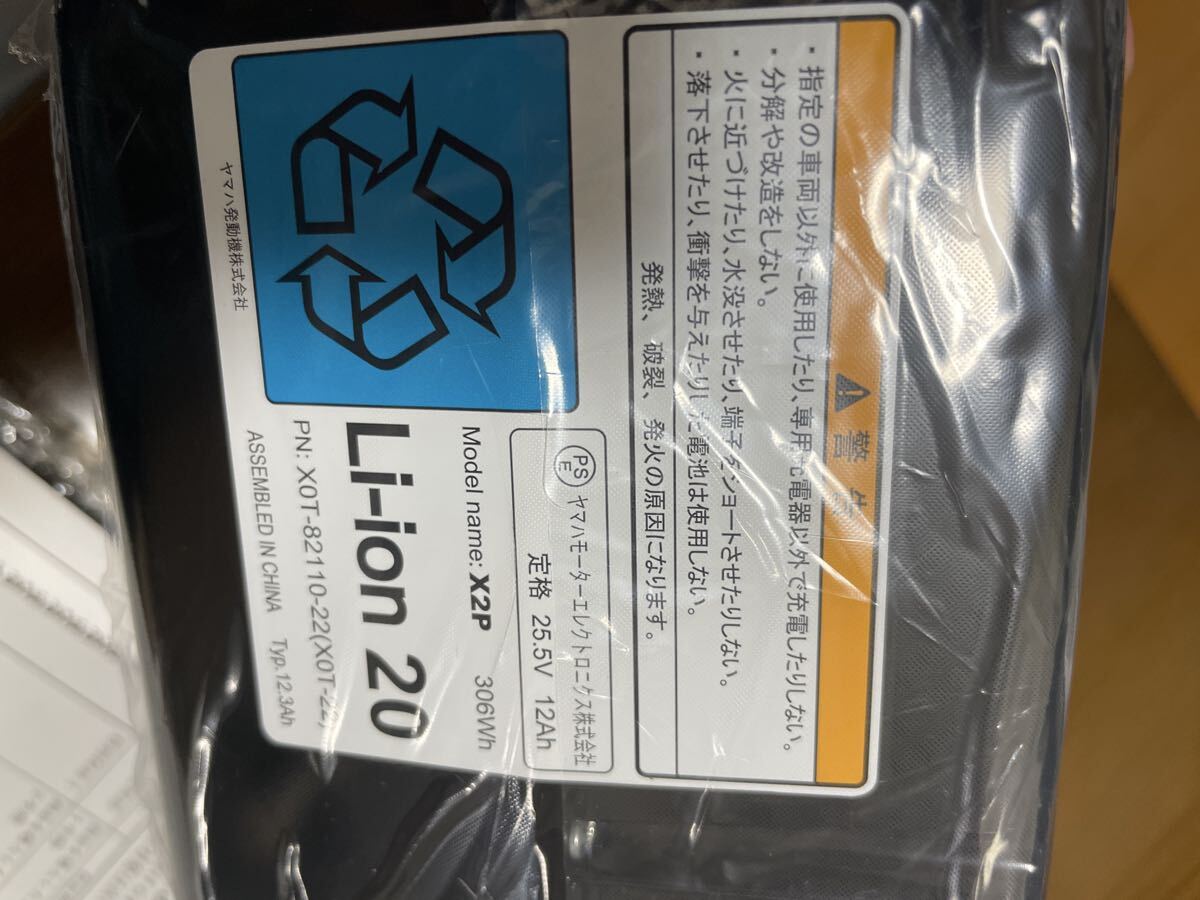 警告
・指定の車両以外に使用したり、専用充電器以外で充電したりしない。
・分解や改造をしない。
・火に近づけたり、水没させたり、端子をショートさせたりしない。
・落下させたり、衝撃を与えたりした電池は使用しない。
発熱、破裂、発火の原因になります。
PSE ヤマハモーターエレクトロニクス株式会社
定格 25.5V 12Ah
Model name: X2P 306Wh
Li-ion 20
PN: X0T-82110-22(X0T-22)
ASSEMBLED IN CHINA Typ.12.3Ah
ヤマハ発動機株式会社